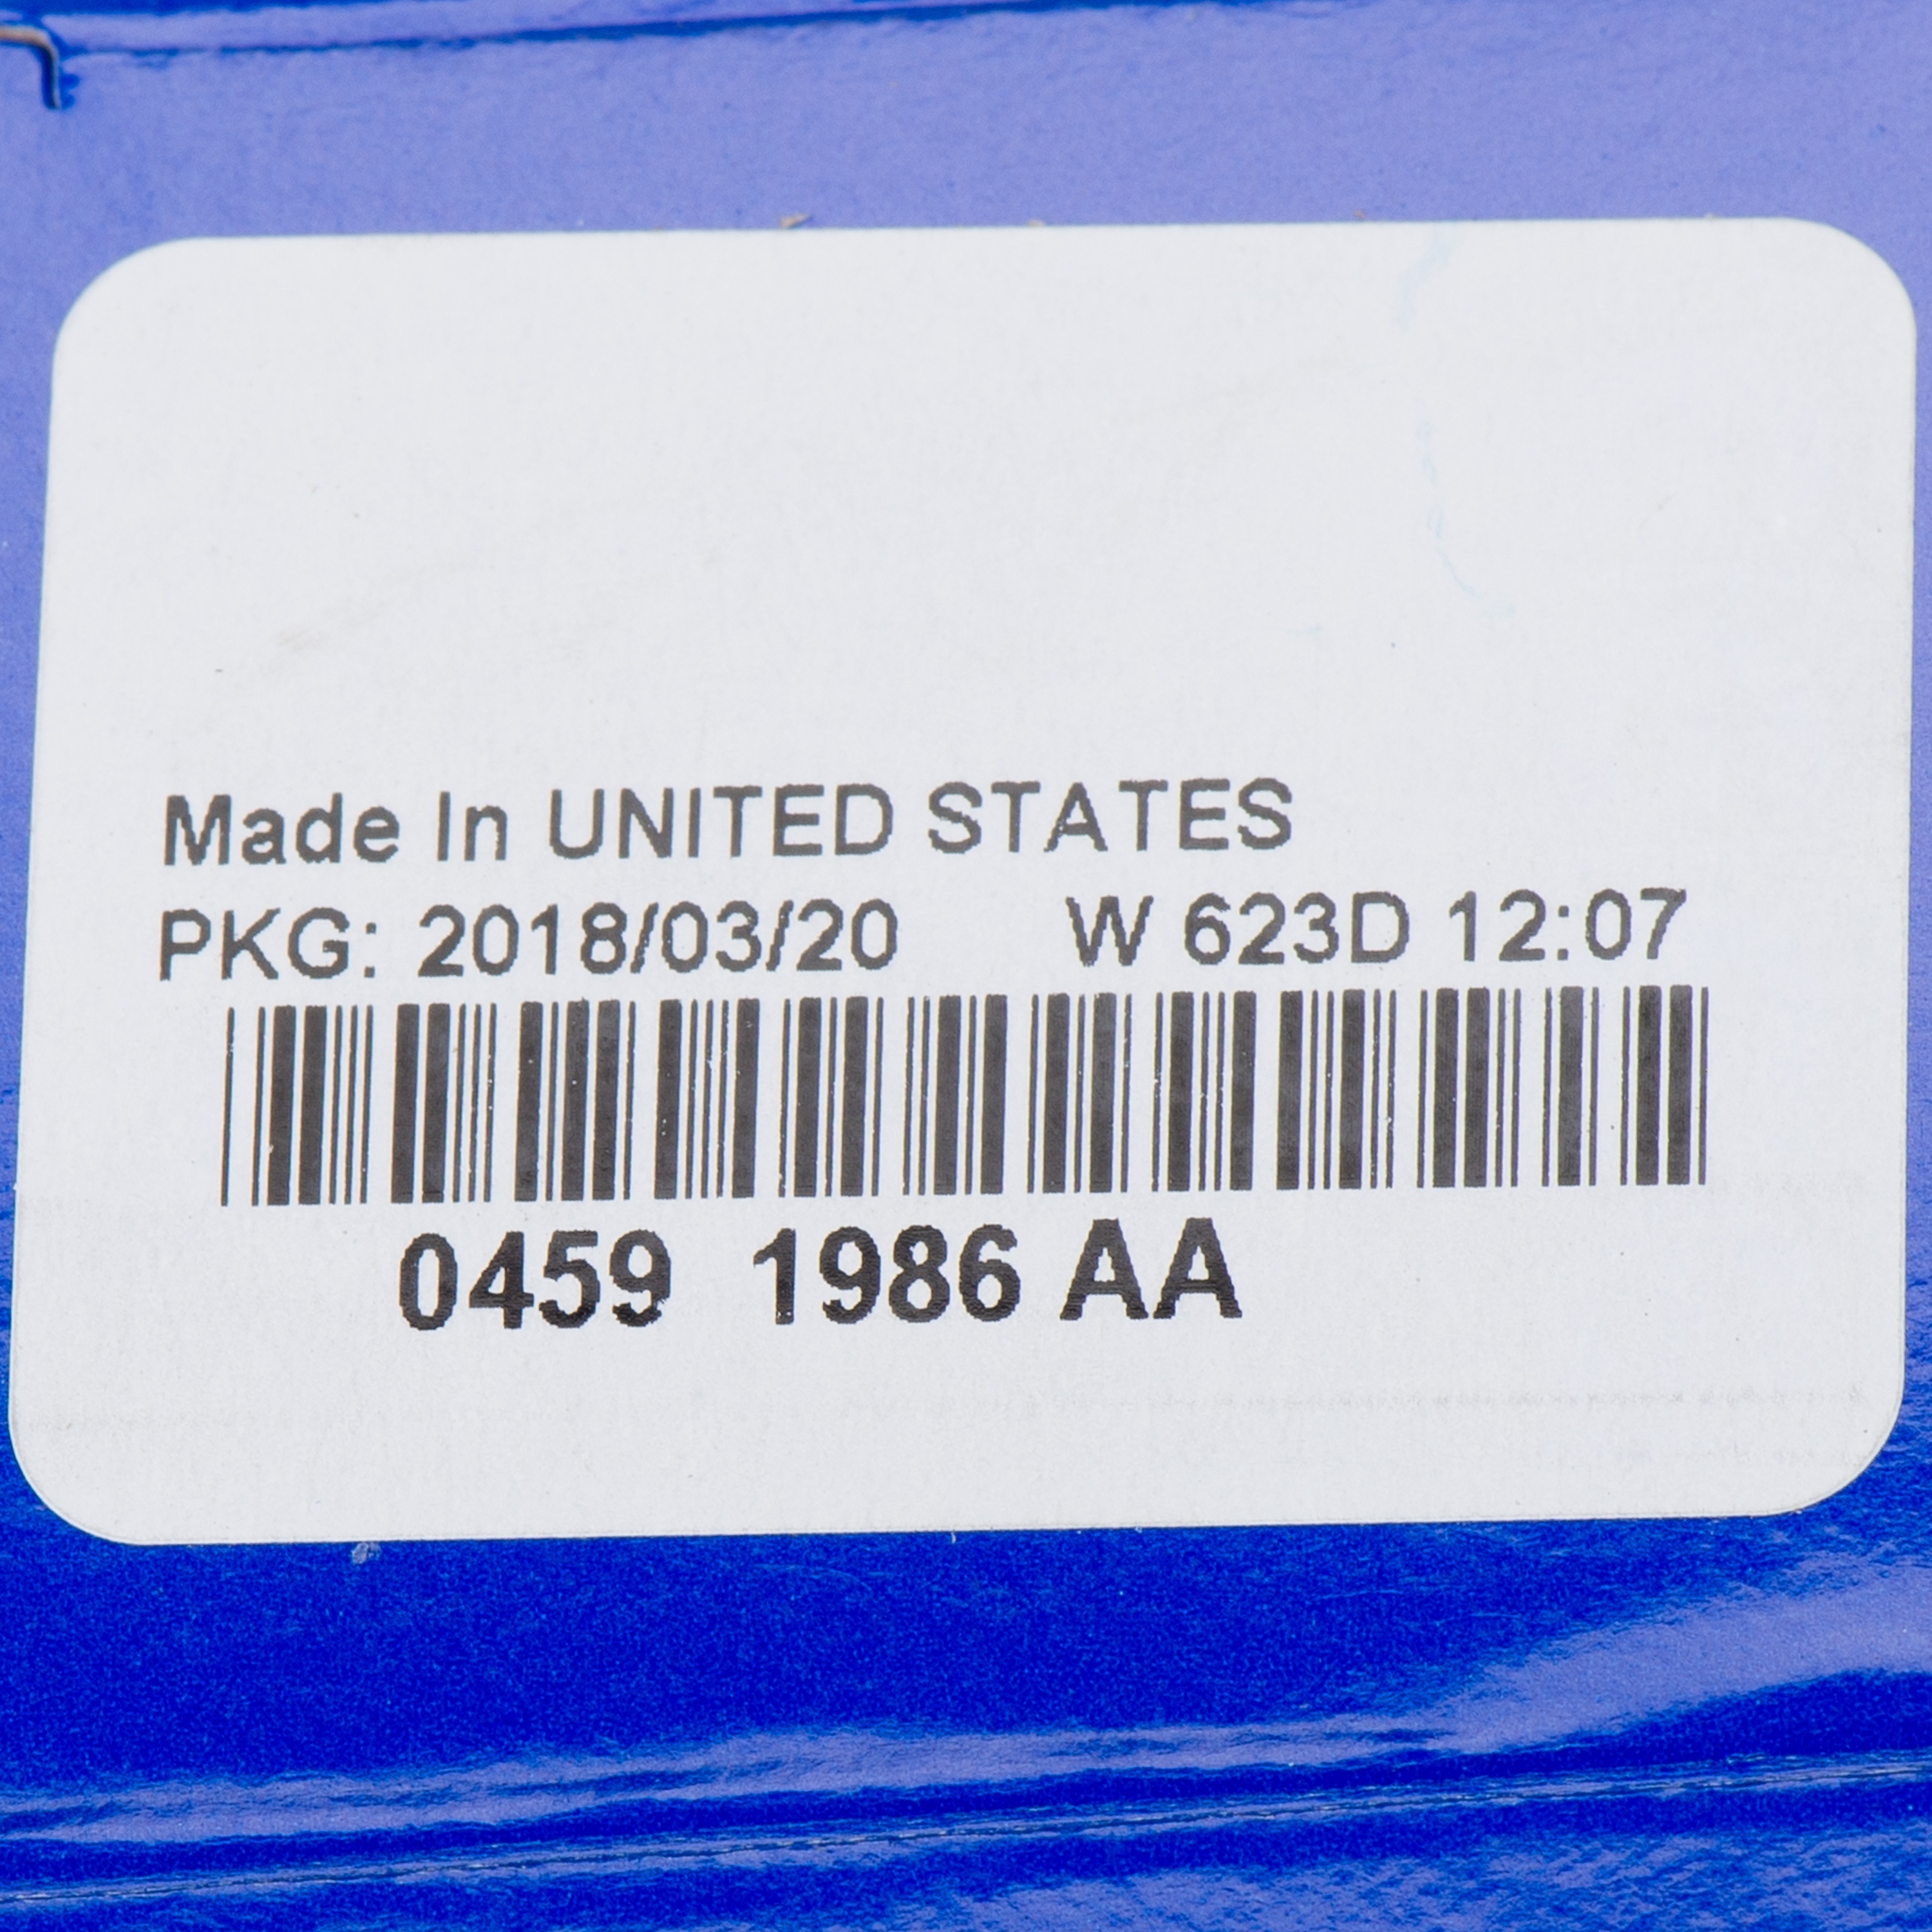 Made In UNITED STATES
PKG: 2018/03/20 W 623D 12:07
0459 1986 AA